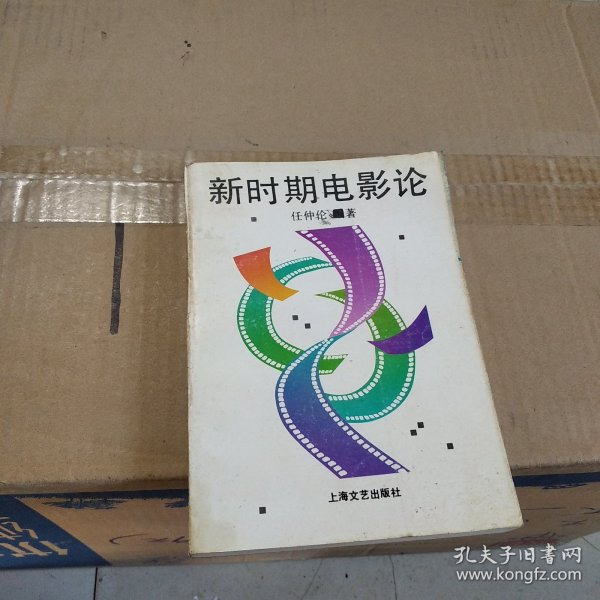 新时期电影论
任仲伦 著
上海文艺出版社
优
孔夫子旧书网
www.kongfz.com